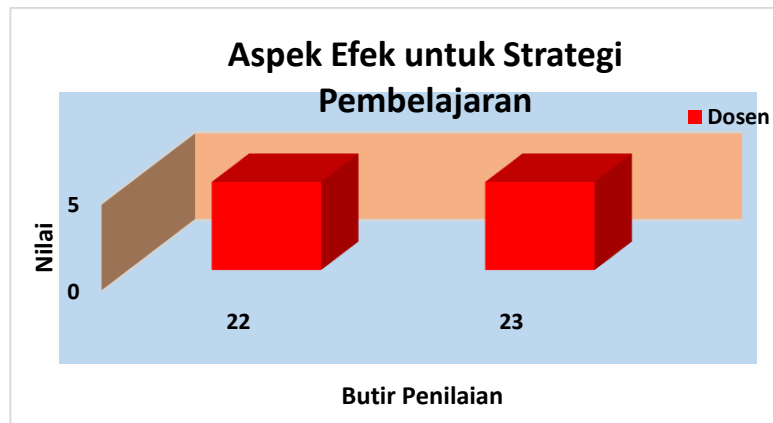 Aspek Efek untuk Strategi
Pembelajaran
Dosen
5
Nilai
0
22 23
Butir Penilaian